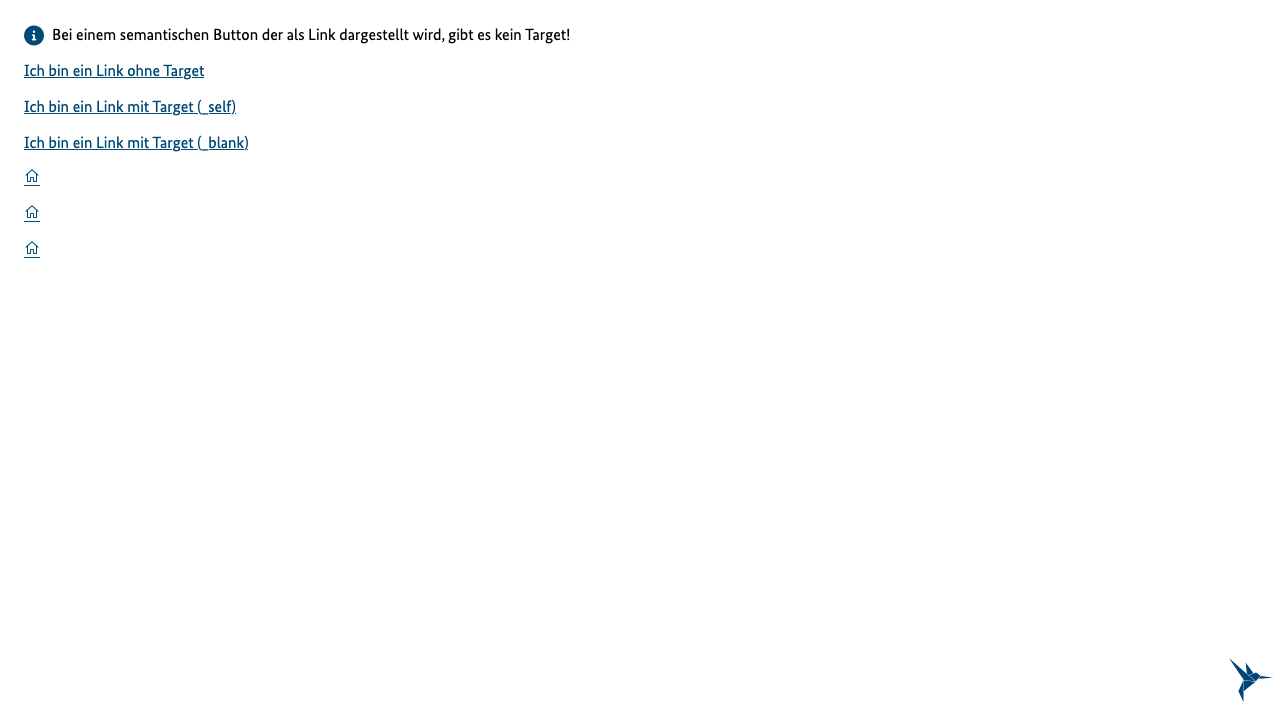 Bei einem semantischen Button der als Link dargestellt wird, gibt es kein Target!
Ich bin ein Link ohne Target
Ich bin ein Link mit Target (_self)
Ich bin ein Link mit Target (_blank)